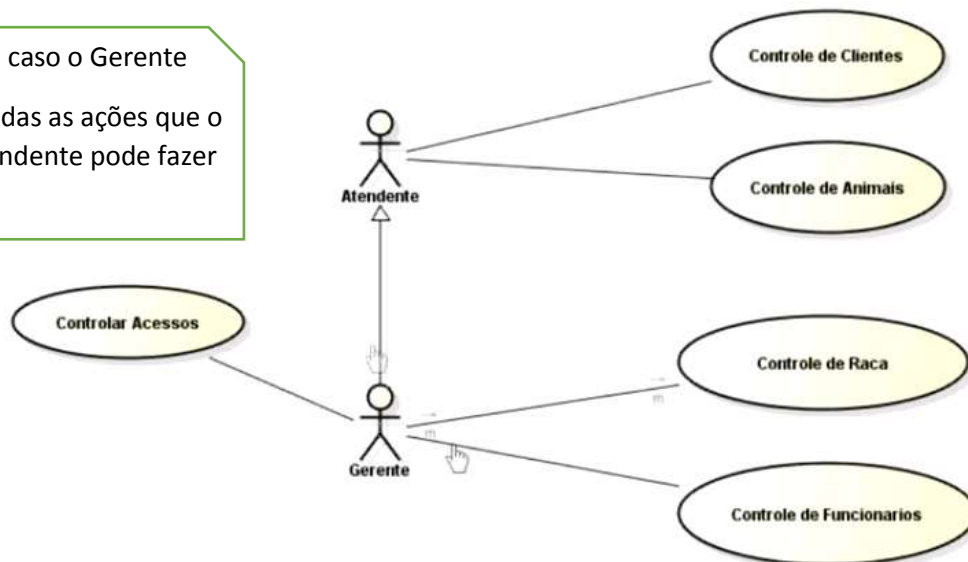 caso o Gerente
das as ações que o
ndente pode fazer
Controle de Clientes
Atendente
Controle de Animais
Controlar Acessos
Controle de Raca
m
m
Gerente
Controle de Funcionarios